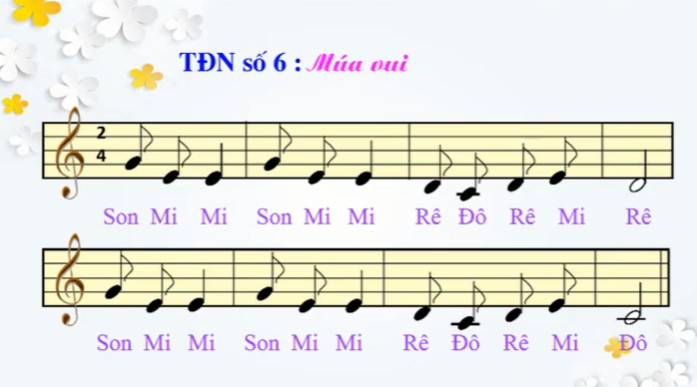 TĐN số 6 : Múa vui
2
4
Son Mi Mi Son Mi Mi Rê Đô Rê Mi Rê
Son Mi Mi Son Mi Mi Rê Đô Rê Mi Đô